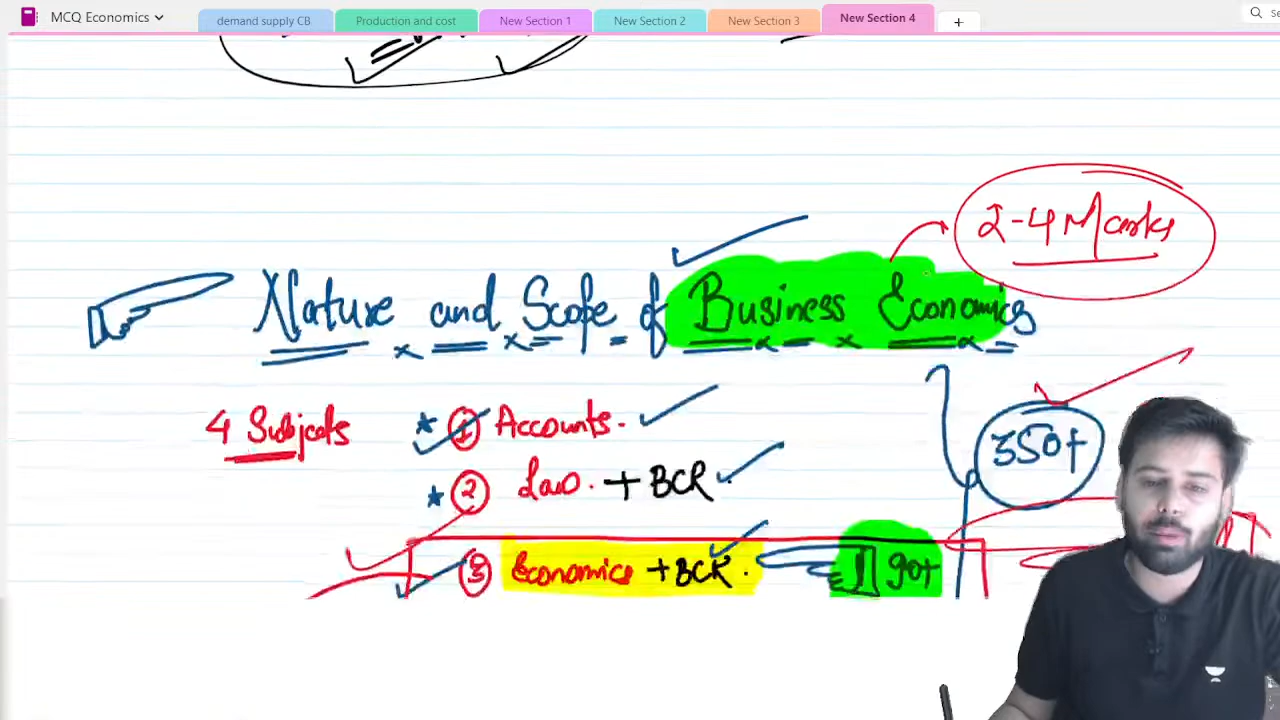 MCQ Economics
demand supply CB
Production and cost
New Section 1
New Section 2
New Section 3
New Section 4
+
2-4 Marks
Nature and Scope of Business Economics
4 Subjects
① Accounts.
350+
② Law. + BCR
③ Economics + BCR.
90+